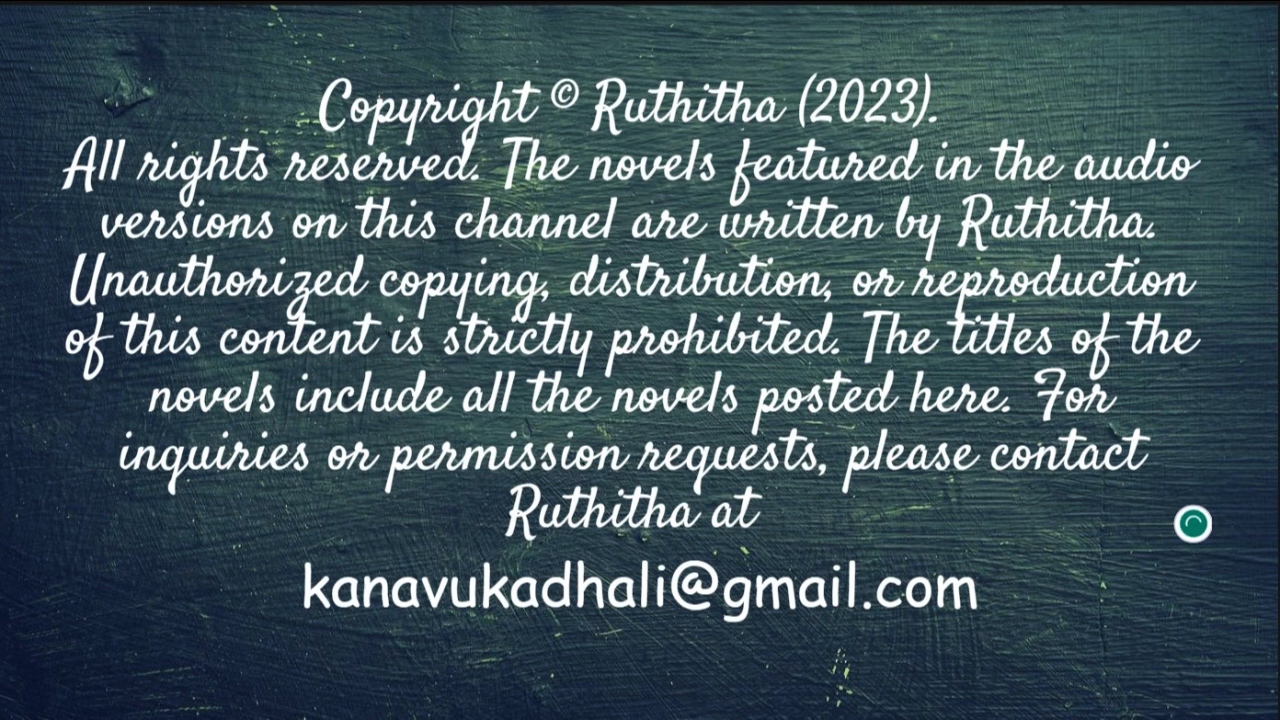 Copyright © Ruthitha (2023).
All rights reserved. The novels featured in the audio
versions on this channel are written by Ruthitha.
Unauthorized copying, distribution, or reproduction
of this content is strictly prohibited. The titles of the
novels include all the novels posted here. For
inquiries or permission requests, please contact
Ruthitha at
kanavukadhali@gmail.com